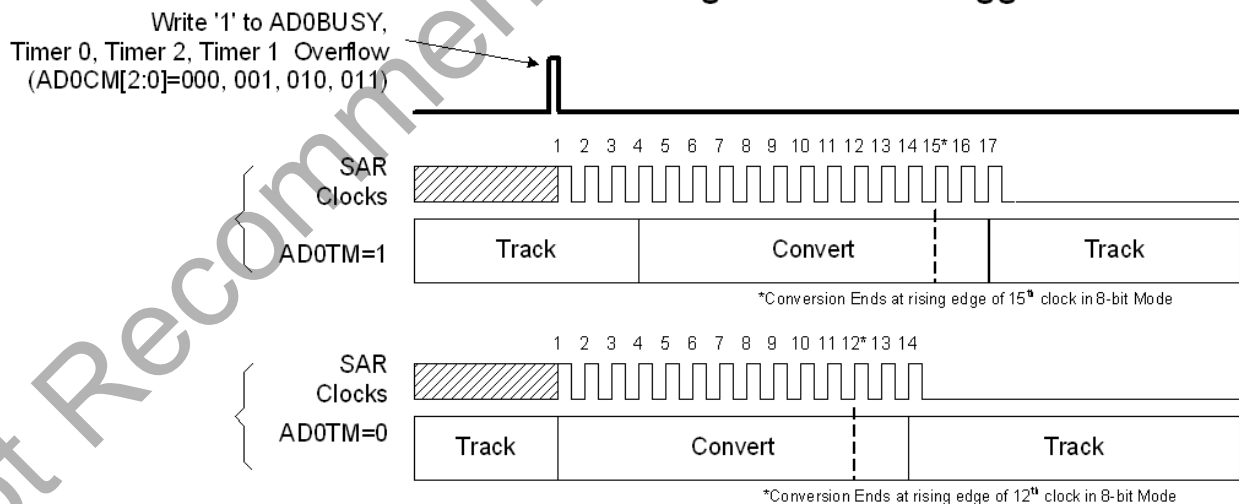 Write '1' to AD0BUSY,
Timer 0, Timer 2, Timer 1 Overflow
(AD0CM[2:0]=000, 001, 010, 011)
1 2 3 4 5 6 7 8 9 10 11 12 13 14 15* 16 17
SAR
Clocks
AD0TM=1
Track
Convert
Track
*Conversion Ends at rising edge of 15th clock in 8-bit Mode
1 2 3 4 5 6 7 8 9 10 11 12* 13 14
SAR
Clocks
AD0TM=0
Track
Convert
Track
*Conversion Ends at rising edge of 12th clock in 8-bit Mode